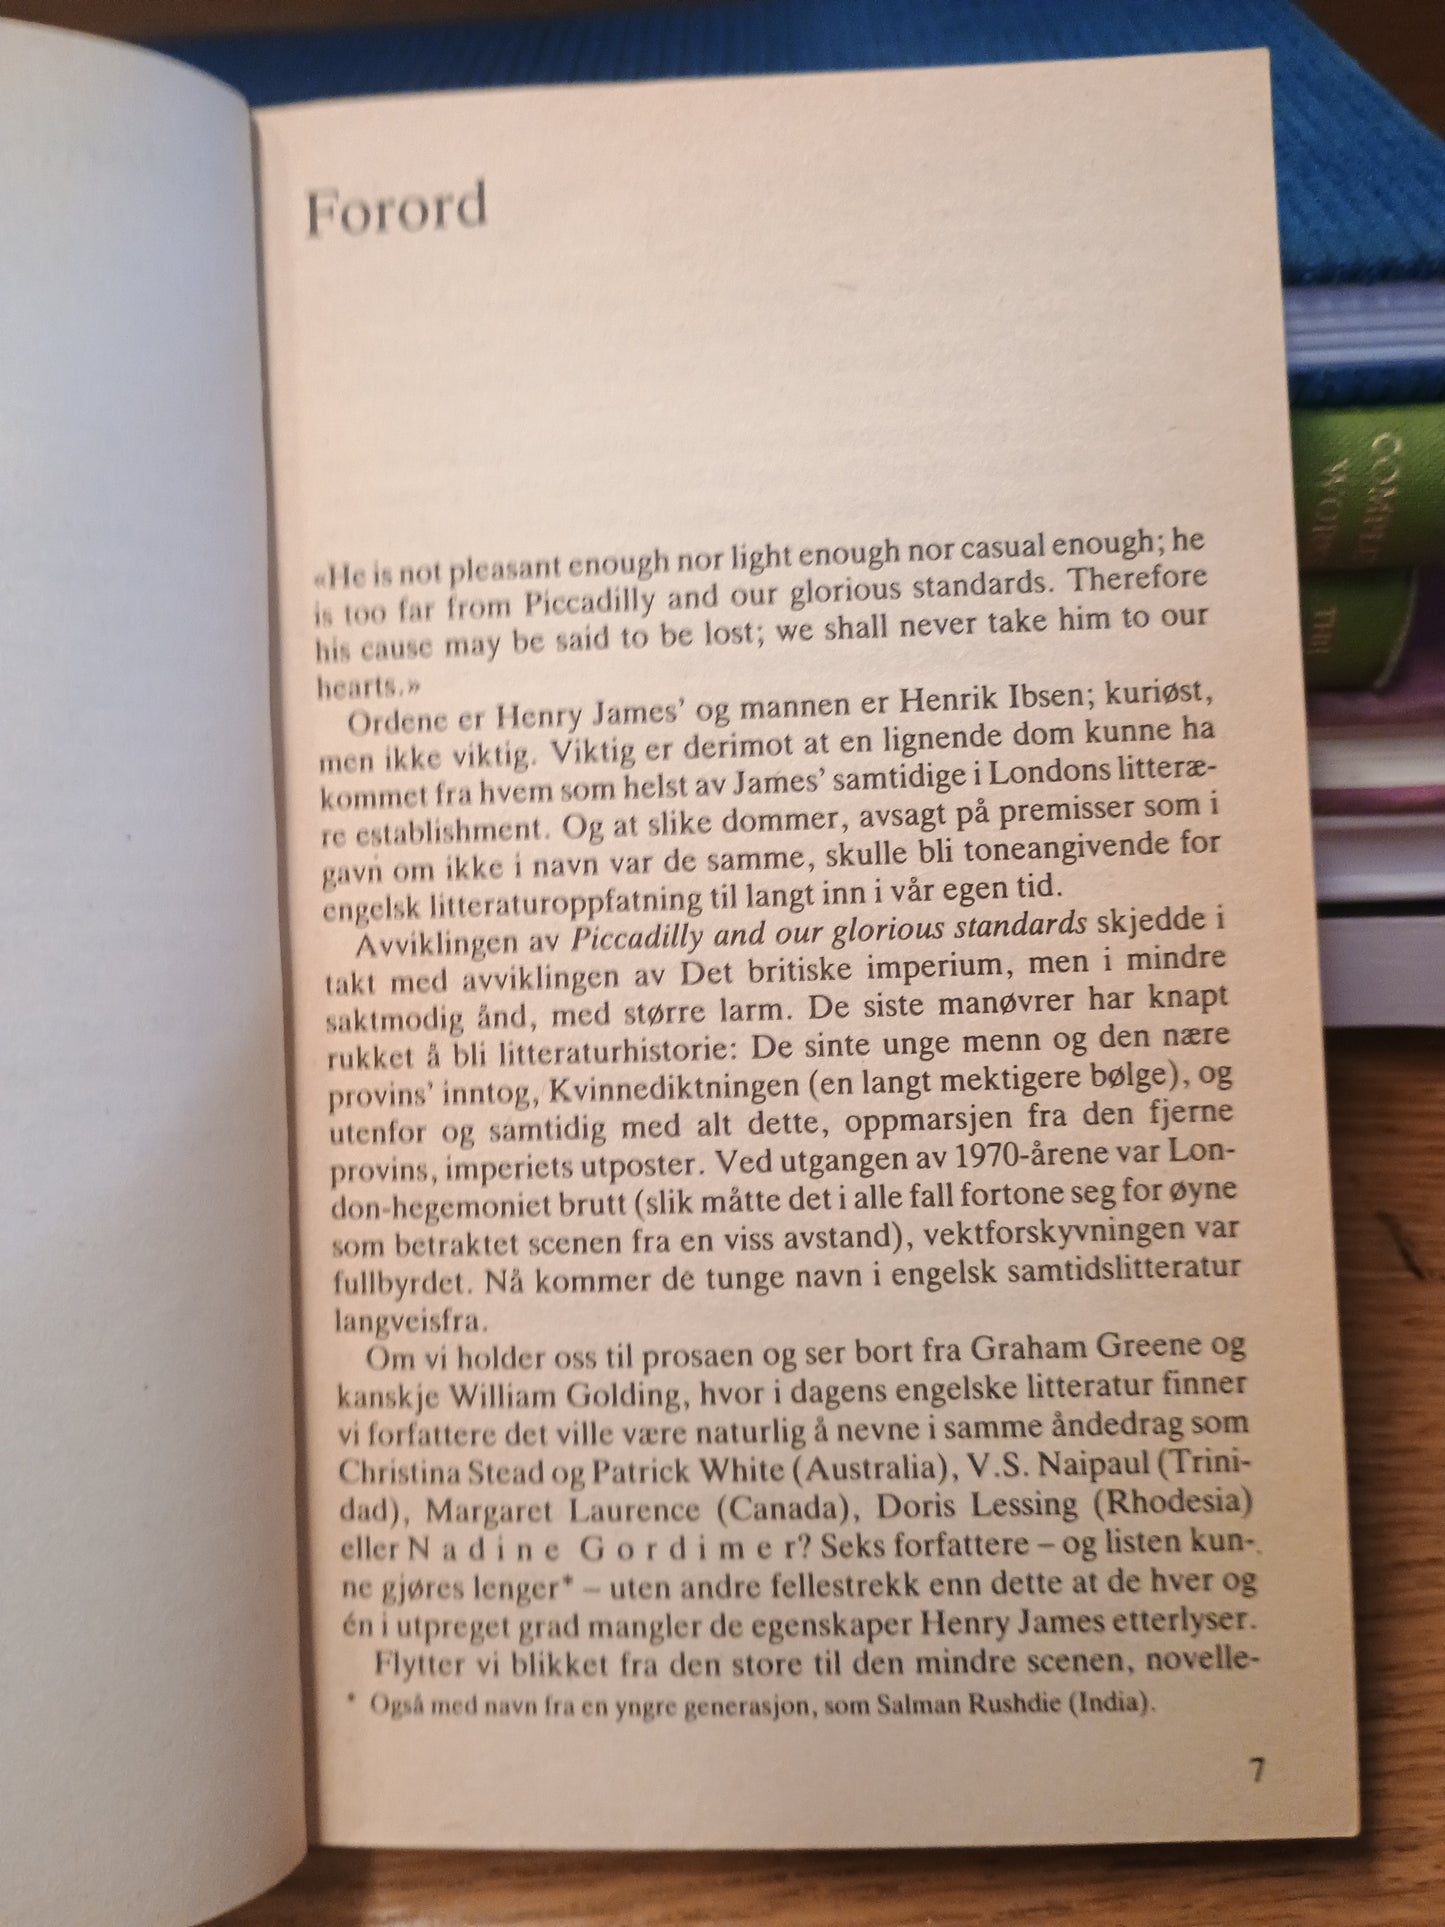 Forord
«He is not pleasant enough nor light enough nor casual enough; he
is too far from Piccadilly and our glorious standards. Therefore
his cause may be said to be lost; we shall never take him to our
hearts.»
Ordene er Henry James’ og mannen er Henrik Ibsen; kuriøst,
men ikke viktig. Viktig er derimot at en lignende dom kunne ha
kommet fra hvem som helst av James’ samtidige i Londons litteræ-
re establishment. Og at slike dommer, avsagt på premisser som i
gavn om ikke i navn var de samme, skulle bli toneangivende for
engelsk litteraturoppfatning til langt inn i vår egen tid.
Avviklingen av Piccadilly and our glorious standards skjedde i
takt med avviklingen av Det britiske imperium, men i mindre
saktmodig ånd, med større larm. De siste manøvrer har knapt
rukket å bli litteraturhistorie: De sinte unge menn og den nære
provins’ inntog, Kvinnediktningen (en langt mektigere bølge), og
utenfor og samtidig med alt dette, oppmarsjen fra den fjerne
provins, imperiets utposter. Ved utgangen av 1970-årene var Lon-
don-hegemoniet brutt (slik måtte det i alle fall fortone seg for øyne
som betraktet scenen fra en viss avstand), vektforskyvningen var
fullbyrdet. Nå kommer de tunge navn i engelsk samtidslitteratur
langveisfra.
Om vi holder oss til prosaen og ser bort fra Graham Greene og
kanskje William Golding, hvor i dagens engelske litteratur finner
vi forfattere det ville være naturlig å nevne i samme åndedrag som
Christina Stead og Patrick White (Australia), V.S. Naipaul (Trini-
dad), Margaret Laurence (Canada), Doris Lessing (Rhodesia)
eller N a d i n e G o r d i m e r? Seks forfattere – og listen kun-
ne gjøres lenger* – uten andre fellestrekk enn dette at de hver og
én i utpreget grad mangler de egenskaper Henry James etterlyser.
Flytter vi blikket fra den store til den mindre scenen, novelle-
* Også med navn fra en yngre generasjon, som Salman Rushdie (India).
7